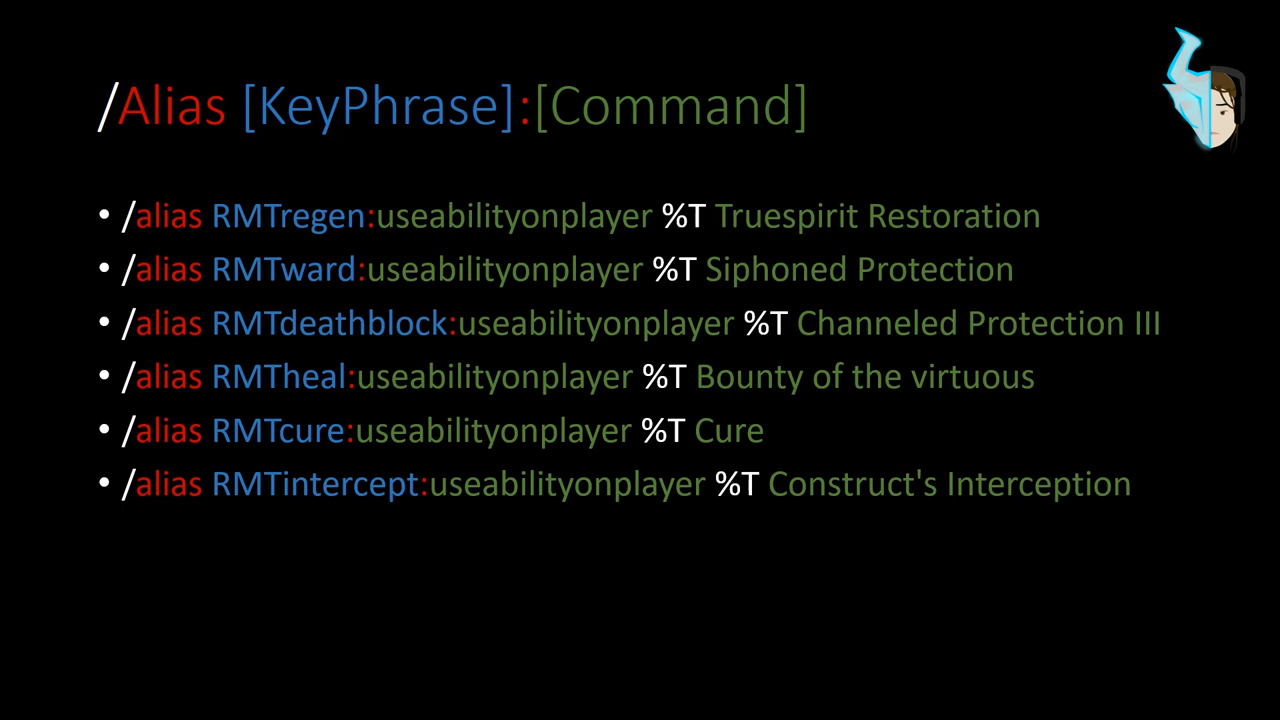 /Alias [KeyPhrase]:[Command]
• /alias RMTregen:useabilityonplayer %T Truespirit Restoration
• /alias RMTward:useabilityonplayer %T Siphoned Protection
• /alias RMTdeathblock:useabilityonplayer %T Channeled Protection III
• /alias RMTheal:useabilityonplayer %T Bounty of the virtuous
• /alias RMTcure:useabilityonplayer %T Cure
• /alias RMTintercept:useabilityonplayer %T Construct's Interception